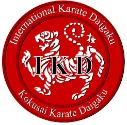 International Karate Daigaku
IKD
Kokusai Karate Daigaku